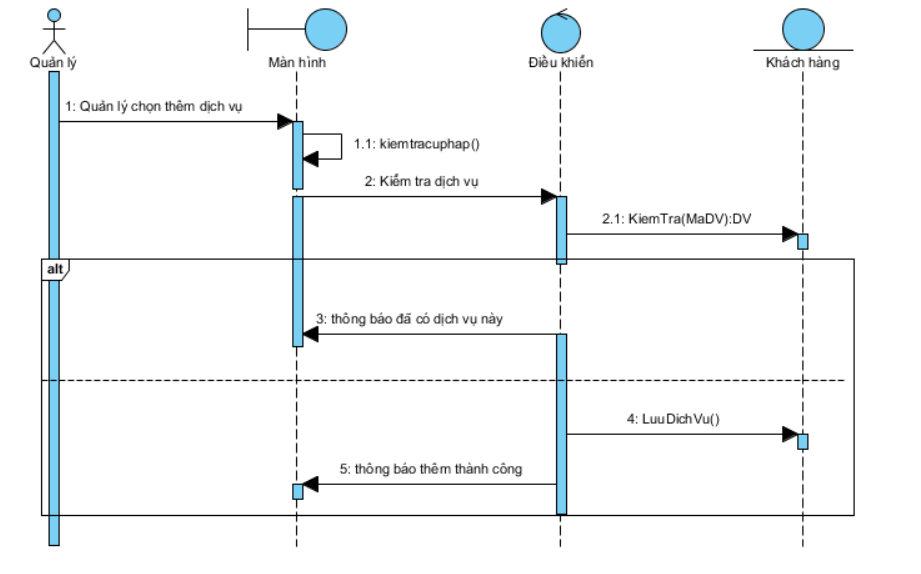 Quản lý
Màn hình
Điều khiển
Khách hàng
1: Quản lý chọn thêm dịch vụ
1.1: kiemtracuphap()
2: Kiểm tra dịch vụ
2.1: KiemTra(MaDV):DV
alt
3: thông báo đã có dịch vụ này
4: LuuDichVu()
5: thông báo thêm thành công